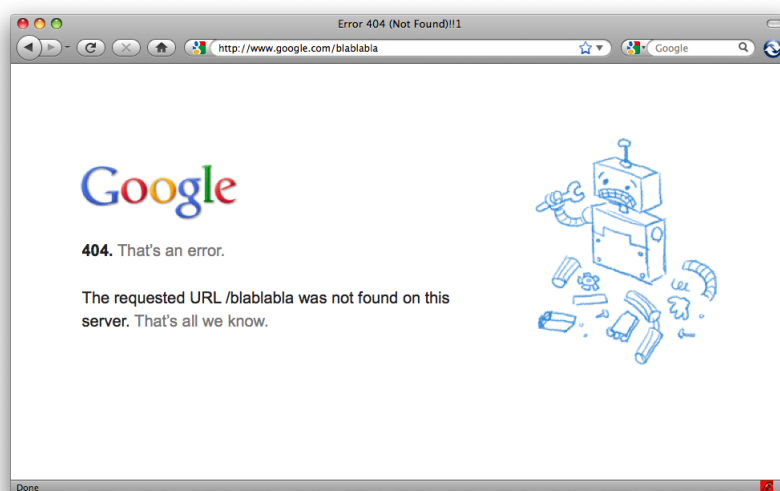 Error 404 (Not Found)!!1
http://www.google.com/blablabla
Google
Google
404. That's an error.
The requested URL /blablabla was not found on this
server. That's all we know.
Done